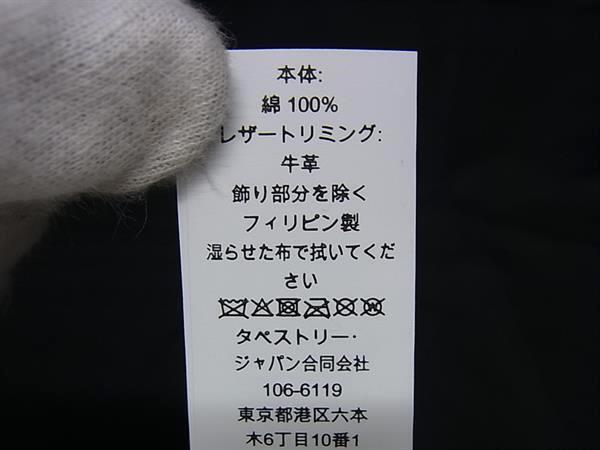 本体:
綿 100%
レザートリミング:
牛革
飾り部分を除く
フィリピン製
湿らせた布で拭いてくだ
さい
タペストリー・
ジャパン合同会社
106-6119
東京都港区六本
木6丁目10番1